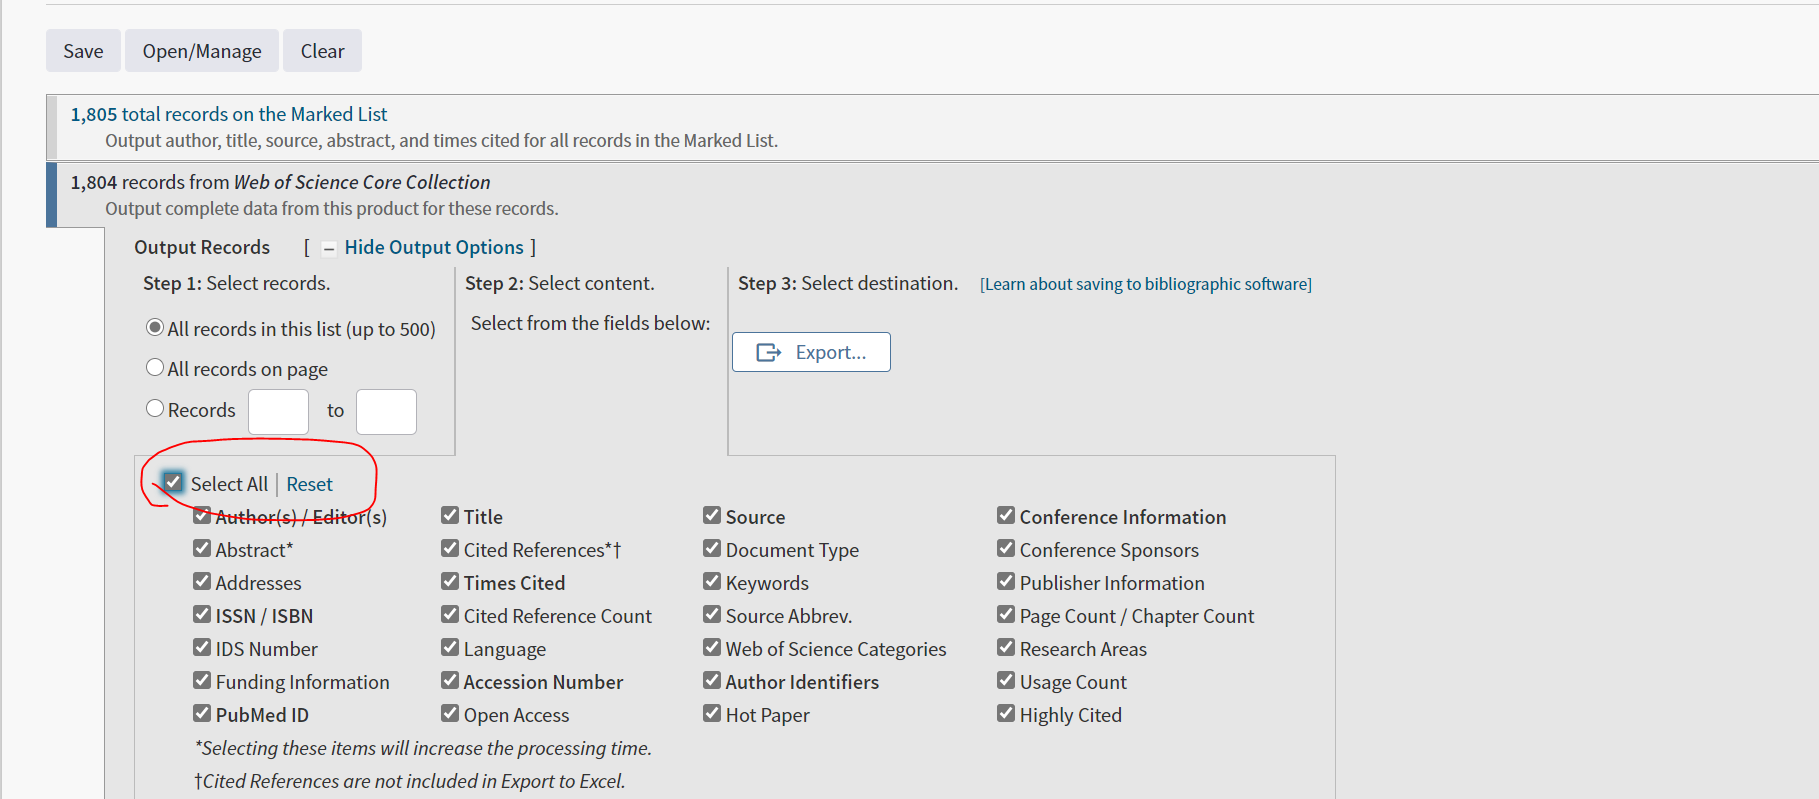 Save Open/Manage Clear
1,805 total records on the Marked List
Output author, title, source, abstract, and times cited for all records in the Marked List.
1,804 records from Web of Science Core Collection
Output complete data from this product for these records.
Output Records [ – Hide Output Options ]
Step 1: Select records.
All records in this list (up to 500)
All records on page
Records to
Step 2: Select content.
Select from the fields below:
Step 3: Select destination. [Learn about saving to bibliographic software]
Export...
Select All | Reset
Author(s) / Editor(s) Title Source Conference Information
Abstract* Cited References*† Document Type Conference Sponsors
Addresses Times Cited Keywords Publisher Information
ISSN / ISBN Cited Reference Count Source Abbrev. Page Count / Chapter Count
IDS Number Language Web of Science Categories Research Areas
Funding Information Accession Number Author Identifiers Usage Count
PubMed ID Open Access Hot Paper Highly Cited
*Selecting these items will increase the processing time.
†Cited References are not included in Export to Excel.